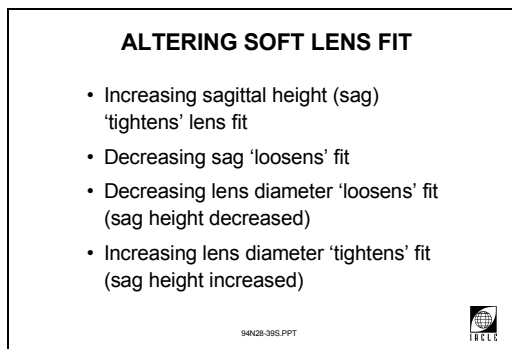 ALTERING SOFT LENS FIT
• Increasing sagittal height (sag)
‘tightens’ lens fit
• Decreasing sag ‘loosens’ fit
• Decreasing lens diameter ‘loosens’ fit
(sag height decreased)
• Increasing lens diameter ‘tightens’ fit
(sag height increased)
94N28-39S.PPT
IACLE